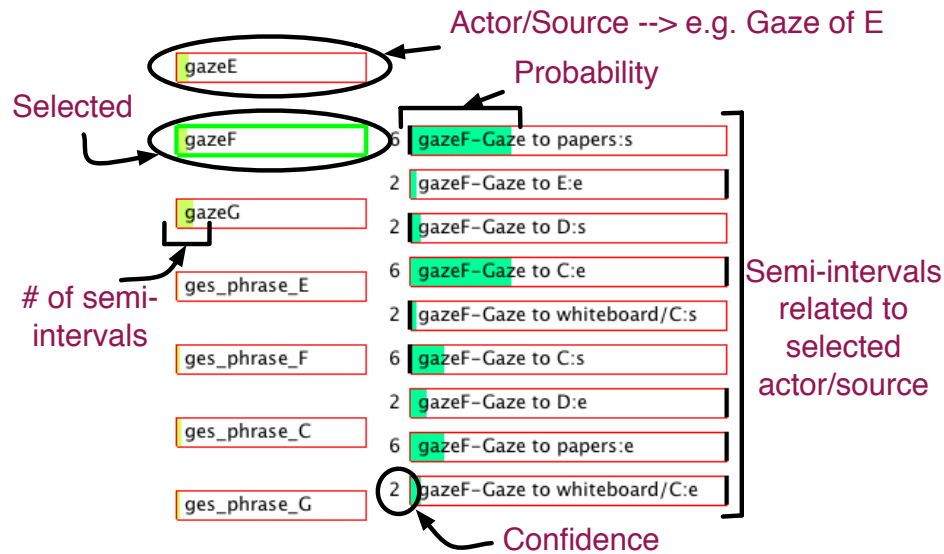 Actor/Source --> e.g. Gaze of E
gazeE
Probability
Selected
gazeF
6 gazeF-Gaze to papers:s
2 gazeF-Gaze to E:e
gazeG
2 gazeF-Gaze to D:s
6 gazeF-Gaze to C:e
# of semi-
intervals
ges_phrase_E
Semi-intervals
related to
selected
actor/source
2 gazeF-Gaze to whiteboard/C:s
ges_phrase_F
6 gazeF-Gaze to C:s
2 gazeF-Gaze to D:e
ges_phrase_C
6 gazeF-Gaze to papers:e
2 gazeF-Gaze to whiteboard/C:e
ges_phrase_G
Confidence